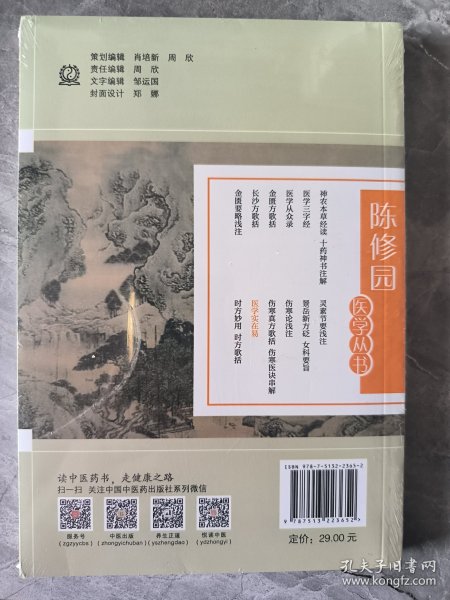 策划编辑 肖培新 周 欣
责任编辑 周 欣
文字编辑 邹运国
封面设计 郑 娜
陈修园
医学丛书
神农本草经读 十药神书注解
医学三字经
医学从众录
金匮方歌括
长沙方歌括
金匮要略浅注
灵素节要浅注
景岳新方砭 女科要旨
伤寒论浅注
伤寒真方歌括 伤寒医诀串解
医学实在易
时方妙用 时方歌括
读中医药书，走健康之路
扫一扫 关注中国中医药出版社系列微信
服务号 中医出版 养生正道 悦读中医
(zgzyycbs) (zhongyichuban) (yszhengdao) (ydzhongyi)
ISBN 978-7-5132-2365-2
9 787513 223652 >
定价：29.00 元
孔夫子旧书网
www.kongfz.com